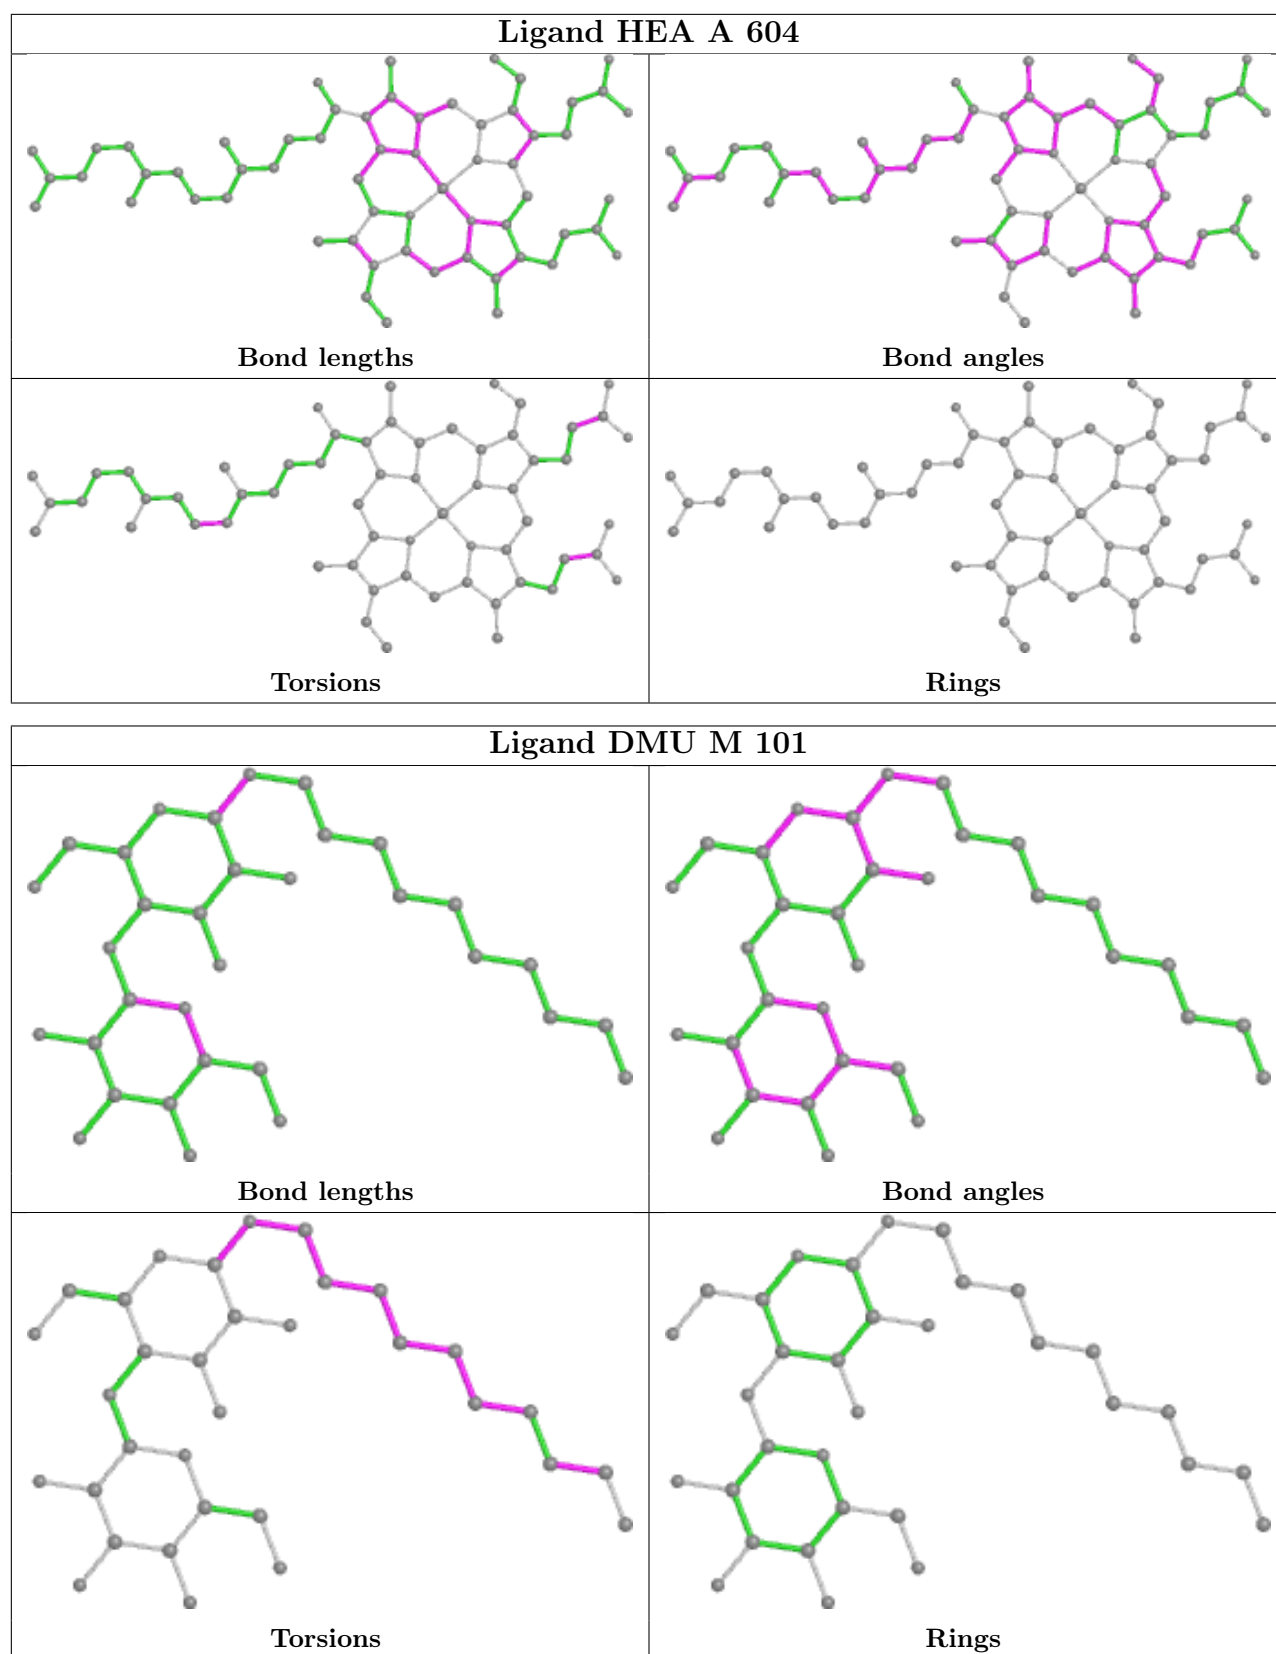 Ligand HEA A 604
Bond lengths
Bond angles
Torsions
Rings
Ligand DMU M 101
Bond lengths
Bond angles
Torsions
Rings